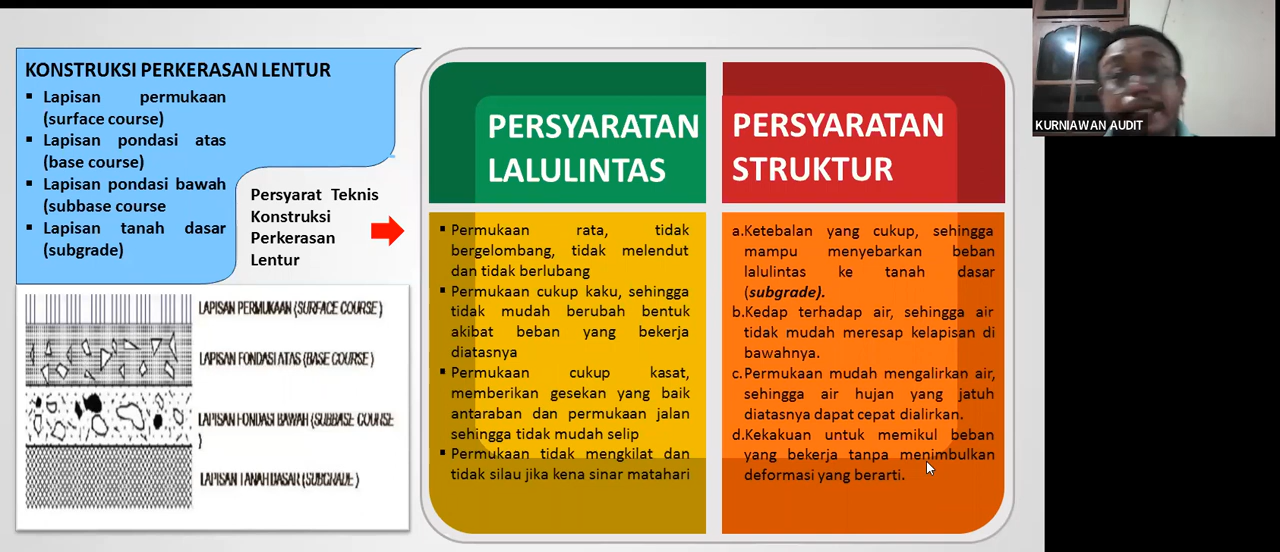 KONSTRUKSI PERKERASAN LENTUR
▪ Lapisan permukaan
(surface course)
▪ Lapisan pondasi atas
(base course)
▪ Lapisan pondasi bawah
(subbase course
▪ Lapisan tanah dasar
(subgrade)
Persyarat Teknis
Konstruksi
Perkerasan
Lentur
LAPISAN PERMUKAAN (SURFACE COURSE)
LAPISAN FONDASI ATAS (BASE COURSE)
LAPISAN FONDASI BAWAH (SUBBASE COURSE
)
LAPISAN TANAH DASAR (SUBGRADE)
PERSYARATAN
LALULINTAS
▪ Permukaan rata, tidak
bergelombang, tidak melendut
dan tidak berlubang
▪ Permukaan cukup kaku, sehingga
tidak mudah berubah bentuk
akibat beban yang bekerja
diatasnya
▪ Permukaan cukup kasat,
memberikan gesekan yang baik
antaraban dan permukaan jalan
sehingga tidak mudah selip
▪ Permukaan tidak mengkilat dan
tidak silau jika kena sinar matahari
PERSYARATAN
STRUKTUR
a.Ketebalan yang cukup, sehingga
mampu menyebarkan beban
lalulintas ke tanah dasar
(subgrade).
b.Kedap terhadap air, sehingga air
tidak mudah meresap kelapisan di
bawahnya.
c.Permukaan mudah mengalirkan air,
sehingga air hujan yang jatuh
diatasnya dapat cepat dialirkan.
d.Kekakuan untuk memikul beban
yang bekerja tanpa menimbulkan
deformasi yang berarti.
KURNIAWAN AUDIT